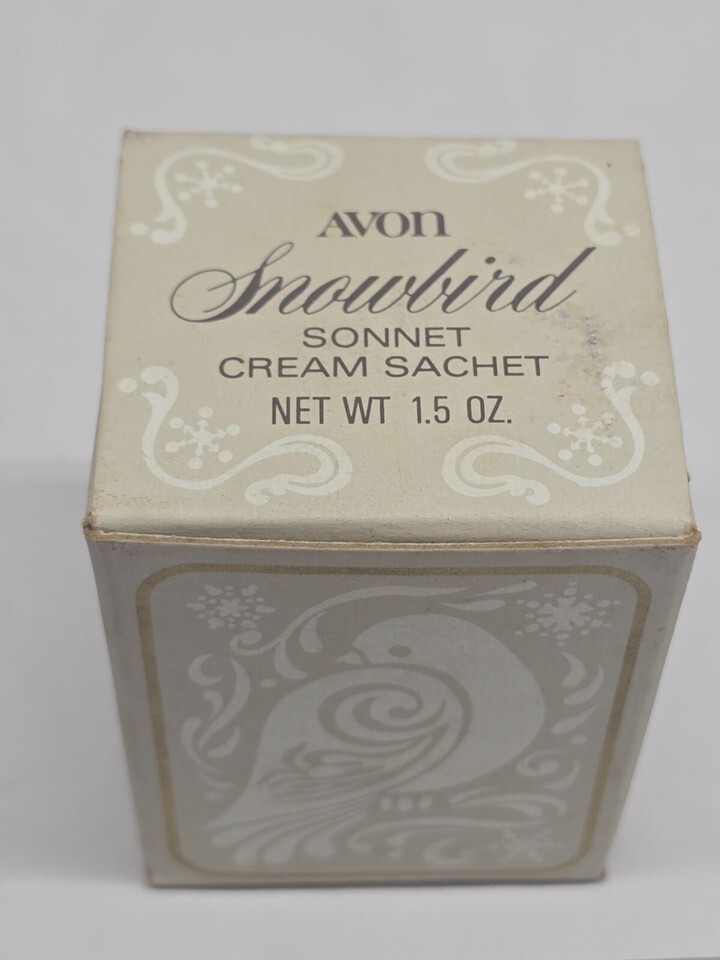 AVON
Snowbird
SONNET
CREAM SACHET
NET WT 1.5 OZ.